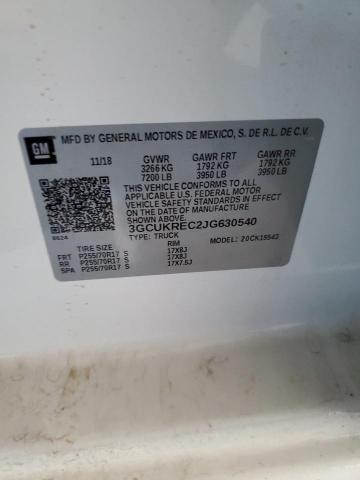 GM
MFD BY GENERAL MOTORS DE MEXICO, S. DE R.L. DE C.V.
11/18 GVWR GAWR FRT GAWR RR
3266 KG 1792 KG 1792 KG
7200 LB 3950 LB 3950 LB
THIS VEHICLE CONFORMS TO ALL
APPLICABLE U.S. FEDERAL MOTOR
VEHICLE SAFETY AND THEFT PREVENTION
STANDARDS IN EFFECT ON THE DATE OF
MANUFACTURE SHOWN ABOVE.
3GCUKREC2JG630540
TYPE: TRUCK MODEL: 20CK15543
TIRE SIZE RIM
FRT P255/70R17 S 17X8J
RR P255/70R17 S 17X8J
SPA P255/70R17 S 17X7.5J